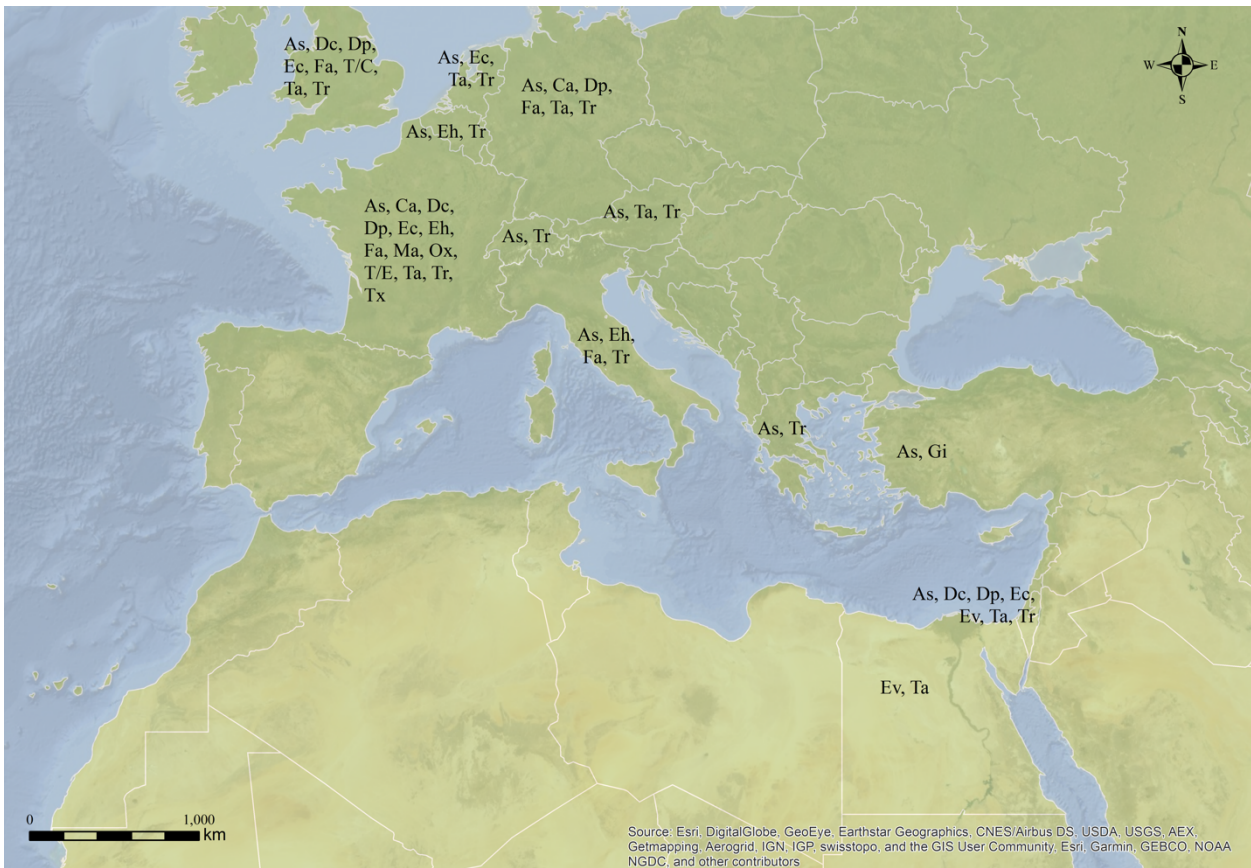 As, Dc, Dp,
Ec, Fa, T/C,
Ta, Tr
As, Ec,
Ta, Tr
As, Ca, Dp,
Fa, Ta, Tr
N
W E
S
As, Eh, Tr
As, Ca, Dc,
Dp, Ec, Eh,
Fa, Ma, Ox,
T/E, Ta, Tr,
Tx
As, Ta, Tr
As, Tr
As, Eh,
Fa, Tr
As, Tr
As, Gi
As, Dc, Dp, Ec,
Ev, Ta, Tr
Ev, Ta
0 1,000
km
Source: Esri, DigitalGlobe, GeoEye, Earthstar Geographics, CNES/Airbus DS, USDA, USGS, AEX,
Getmapping, Aerogrid, IGN, IGP, swisstopo, and the GIS User Community, Esri, Garmin, GEBCO, NOAA
NGDC, and other contributors